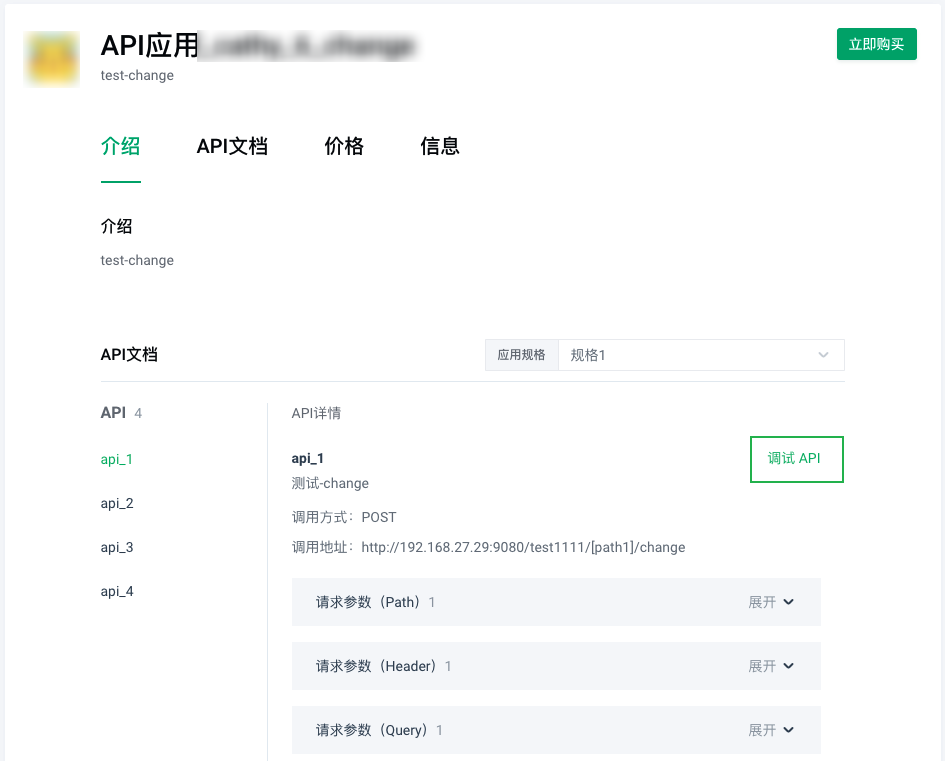 API应用
立即购买
test-change
介绍 API文档 价格 信息
介绍
test-change
API文档 应用规格 规格1
API 4
API详情
api_1
api_1
调试 API
测试-change
api_2
调用方式：POST
api_3
调用地址：http://192.168.27.29:9080/test1111/[path1]/change
api_4
请求参数（Path） 1 展开
请求参数（Header） 1 展开
请求参数（Query） 1 展开